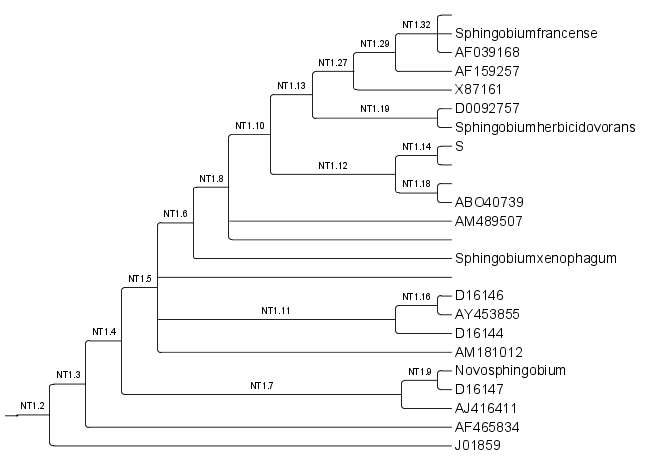 NT1.32
Sphingobiumfrancense
NT1.29
AF039168
NT1.27
AF159257
NT1.13
X87161
NT1.19
D0092757
NT1.10
Sphingobiumherbicidovorans
NT1.14
S
NT1.12
NT1.8
NT1.18
ABO40739
NT1.6
AM489507
Sphingobiumxenophagum
NT1.5
NT1.16
D16146
NT1.11
AY453855
NT1.4
D16144
AM181012
NT1.3
NT1.9
Novosphingobium
NT1.7
D16147
NT1.2
AJ416411
AF465834
J01859